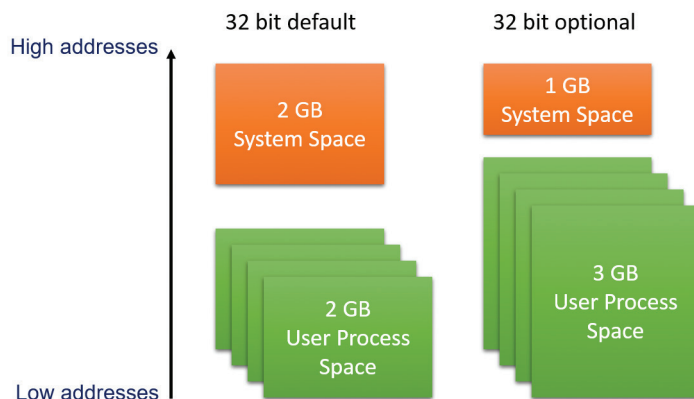 32 bit default
32 bit optional
High addresses
2 GB
System Space
1 GB
System Space
2 GB
User Process
Space
3 GB
User Process
Space
Low addresses